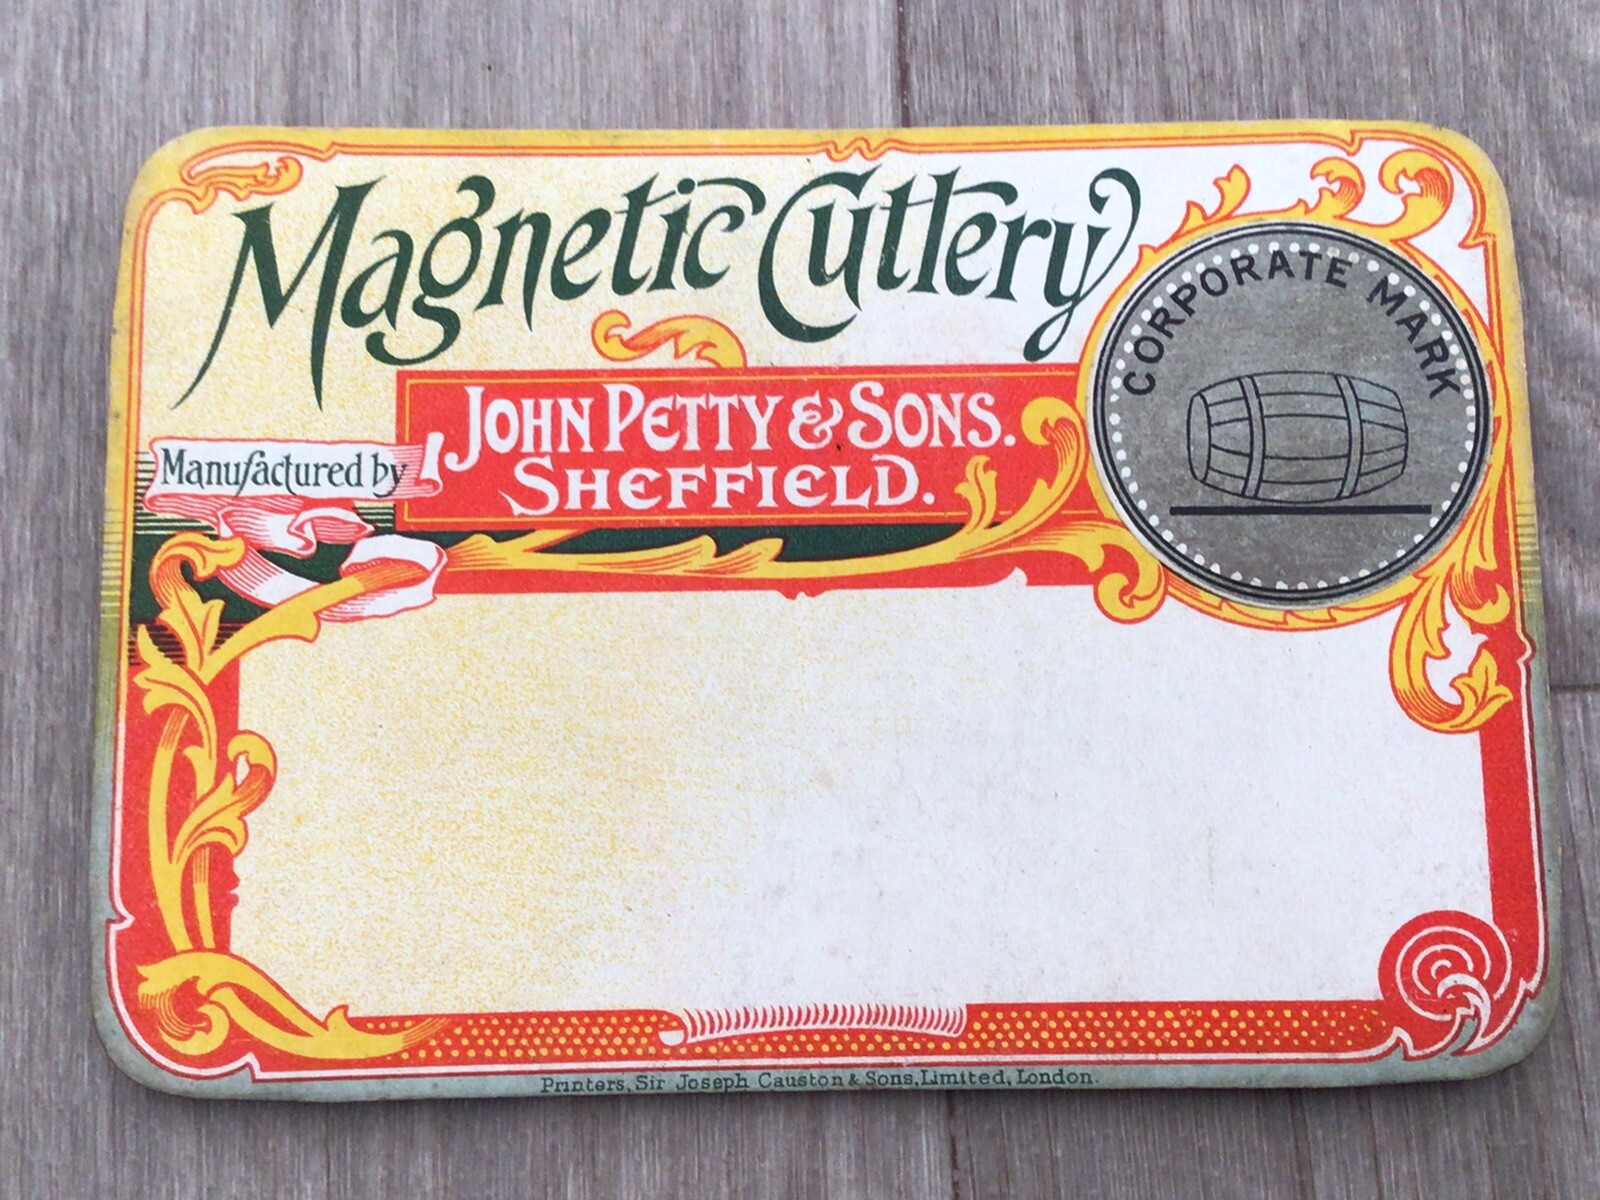 Magnetic Cutlery
CORPORATE MARK
Manufactured by
JOHN PETTY & SONS.
SHEFFIELD.
Printers, Sir Joseph Causton & Sons, Limited, London.